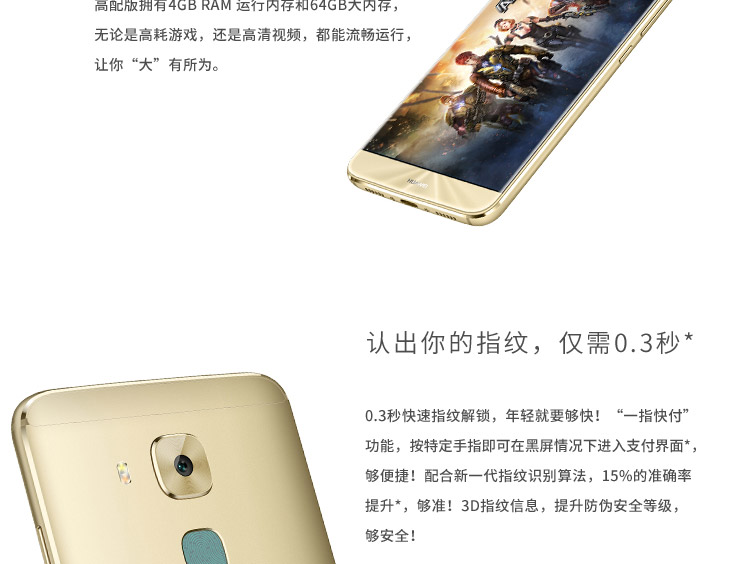 高配版拥有4GB RAM 运行内存和64GB大内存，
无论是高耗游戏，还是高清视频，都能流畅运行，
让你“大”有所为。
HUAWEI
认出你的指纹，仅需0.3秒*
0.3秒快速指纹解锁，年轻就要够快！“一指快付”
功能，按特定手指即可在黑屏情况下进入支付界面*，
够便捷！配合新一代指纹识别算法，15%的准确率
提升*，够准！3D指纹信息，提升防伪安全等级，
够安全！